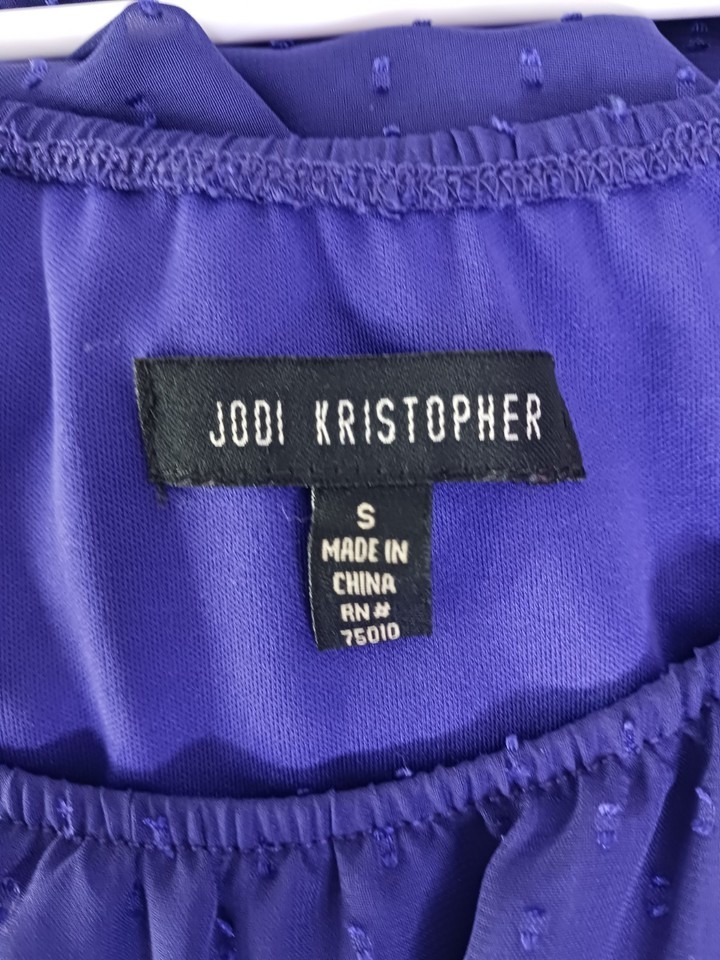 JODI KRISTOPHER
S
MADE IN
CHINA
RN#
75010